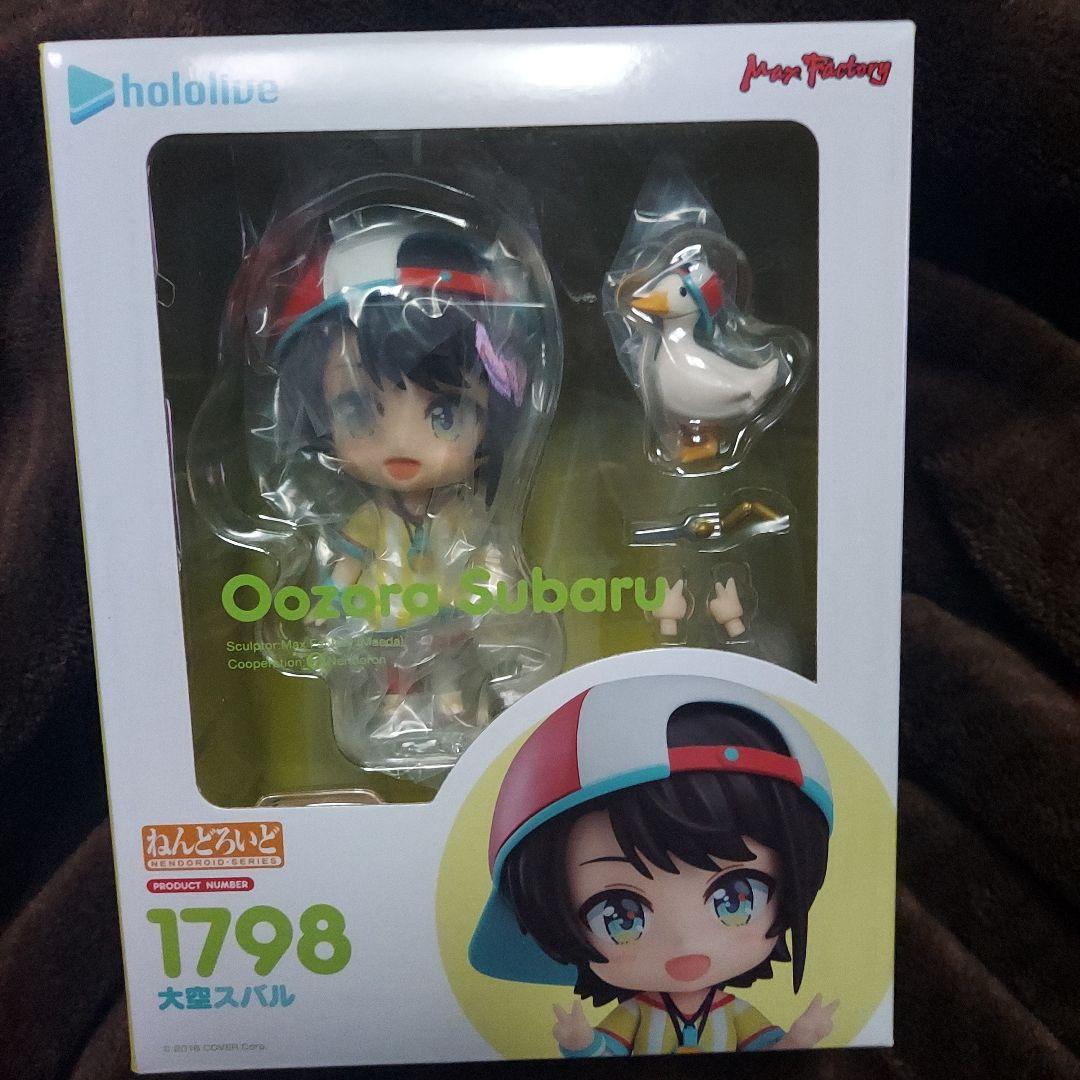 hololive
Max Factory
Oozora Subaru
Sculptor:Max Factory
Cooperation: Nendoron
ねんどろいど
NENDOROID·SERIES
PRODUCT NUMBER
1798
大空スバル
© 2016 COVER Corp.